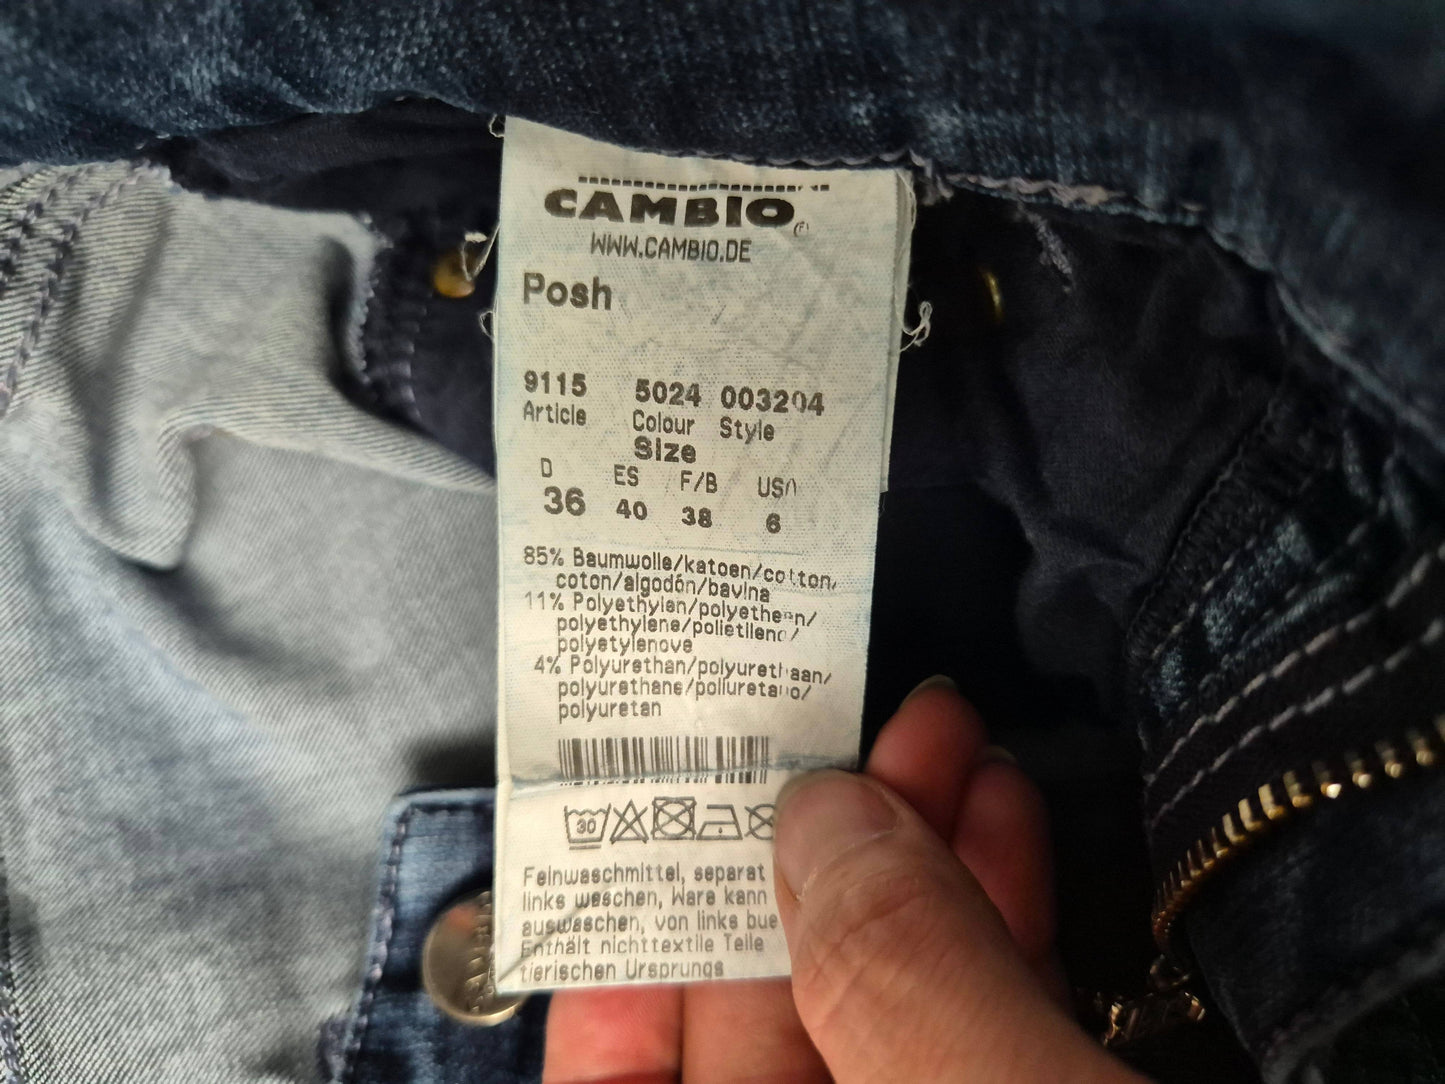 CAMBIO®
WWW.CAMBIO.DE
Posh
9115 5024 003204
Article Colour Style
Size
D ES F/B USA
36 40 38 6
85% Baumwolle/katoen/cotton,
coton/algodón/bavlna
11% Polyethylen/polyetheen/
polyethylene/polietileno/
polyetylenove
4% Polyurethan/polyurethaan/
polyurethane/poliuretano/
polyuretan
30
Feinwaschmittel, separat
links waschen, Ware kann
auswaschen, von links bue
Enthält nichttextile Teile
tierischen Ursprungs